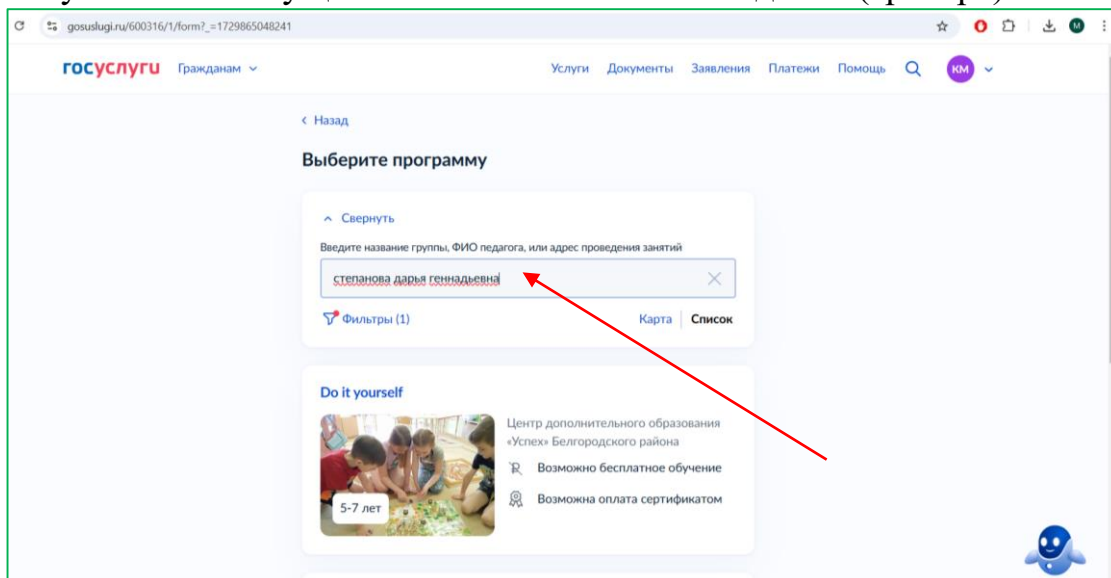 gosuslugi.ru/600316/1/form?_=1729865048241
М
госуслуги Гражданам Услуги Документы Заявления Платежи Помощь КМ
Назад
Выберите программу
Свернуть
Введите название группы, ФИО педагога, или адрес проведения занятий
степанова дарья геннадьевна
Фильтры (1) Карта Список
Do it yourself
Центр дополнительного образования
«Успех» Белгородского района
Возможно бесплатное обучение
Возможна оплата сертификатом
5-7 лет